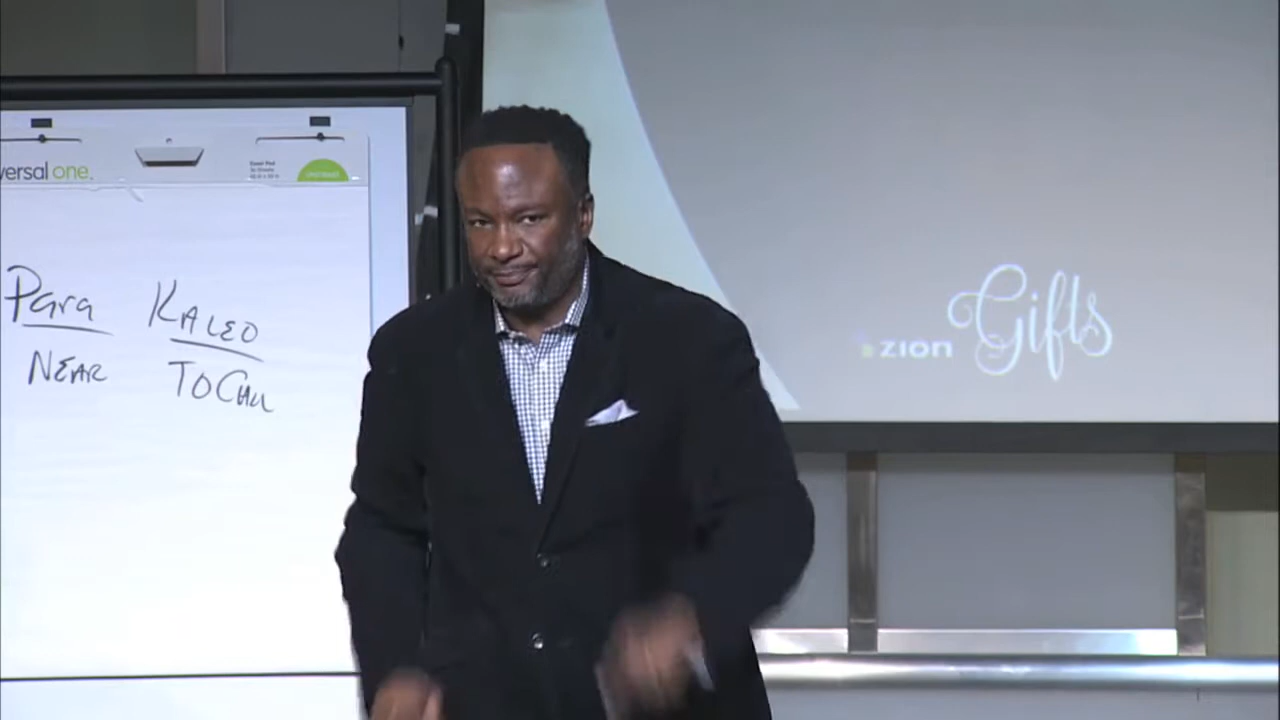 versal one.
Para Kaleo
Near To Call
zion Gifts